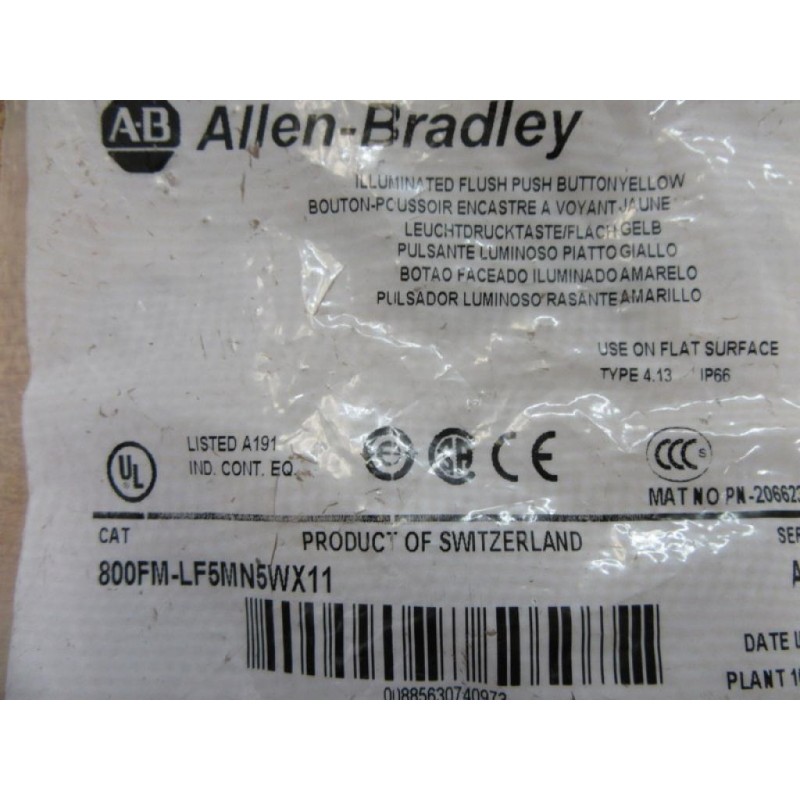 A-B Allen-Bradley
ILLUMINATED FLUSH PUSH BUTTONYELLOW
BOUTON-POUSSOIR ENCASTRE A VOYANT JAUNE
LEUCHTDRUCKTASTE/FLACH GELB
PULSANTE LUMINOSO PIATTO GIALLO
BOTAO FACEADO ILUMINADO AMARELO
PULSADOR LUMINOSO RASANTE AMARILLO
USE ON FLAT SURFACE
TYPE 4.13 IP66
UL LISTED A191
IND. CONT. EQ.
CE
CCC S
MAT NO PN-206623
CAT PRODUCT OF SWITZERLAND SER
800FM-LF5MN5WX11 A
DATE
PLANT
00885630740973